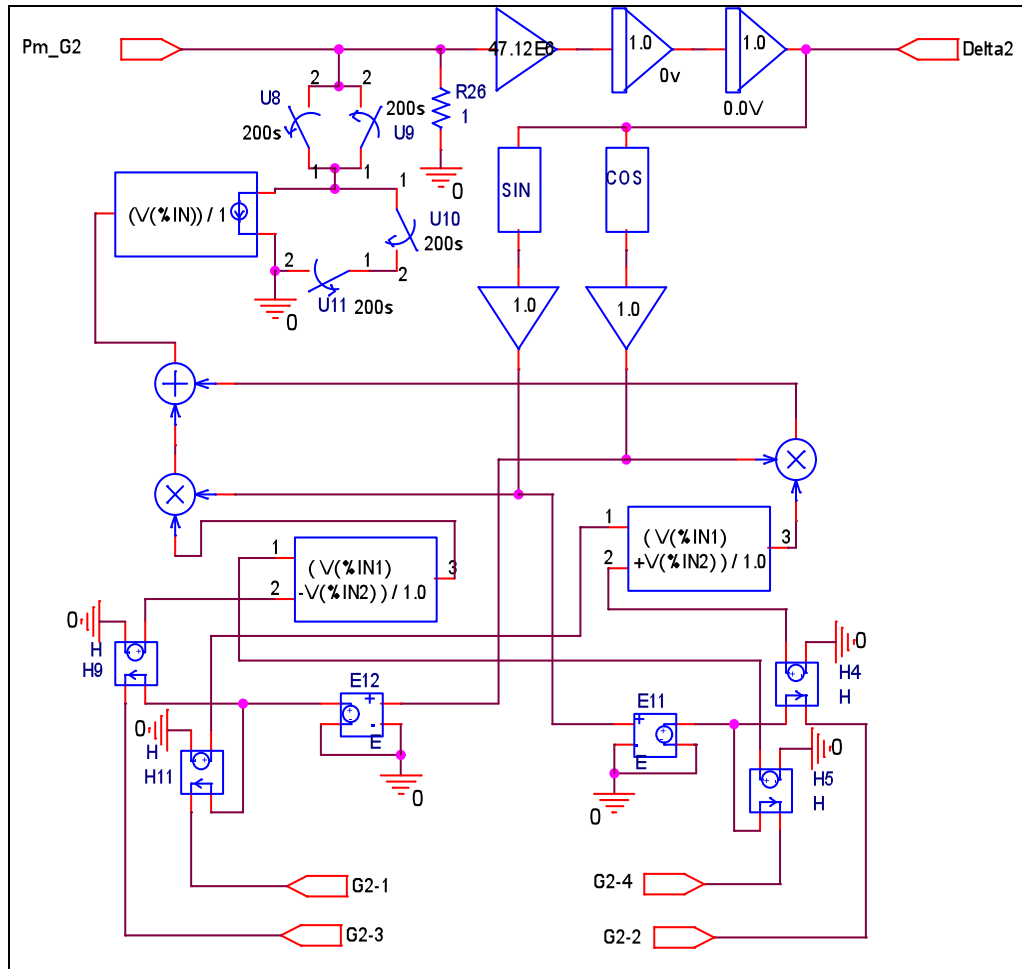 Pm_G2
47.12E6
1.0
0v
1.0
0.0V
Delta2
2 2
U8
200s
200s
U9
R26
1
0
1 1
(V(%IN)) / 1
1
U10
200s
2
2 1
U11 200s
0
SIN
COS
1.0
1.0
1
2
(V(%IN1)
-V(%IN2)) / 1.0
3
1
2
(V(%IN1)
+V(%IN2)) / 1.0
3
0
H
H9
0
H4
H
E12
+
-
E
0
0
H
H11
E11
+
-
E
0
0
H5
H
G2-1
G2-3
G2-4
G2-2